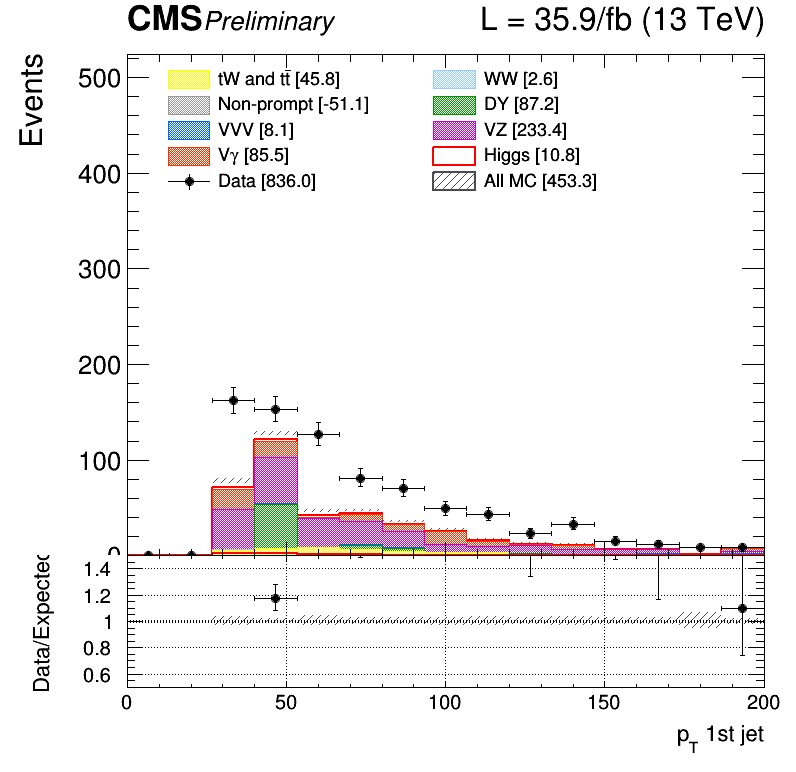 CMS Preliminary L = 35.9/fb (13 TeV)
Events
500
400
300
200
100
0
tW and tt̄ [45.8]
Non-prompt [-51.1]
VVV [8.1]
Vγ [85.5]
Data [836.0]
WW [2.6]
DY [87.2]
VZ [233.4]
Higgs [10.8]
All MC [453.3]
Data/Expected
1.4
1.2
1
0.8
0.6
0 50 100 150 200
p_T 1st jet